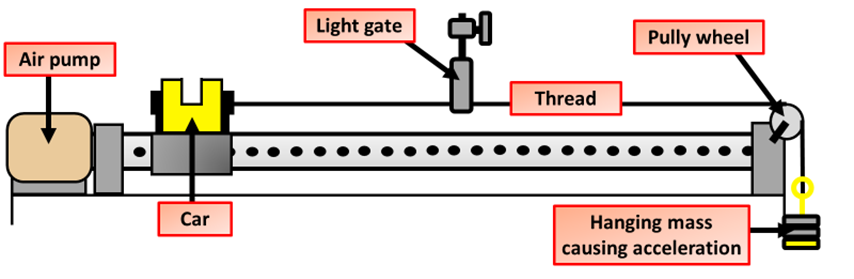 Light gate
Pully wheel
Air pump
Thread
Car
Hanging mass
causing acceleration